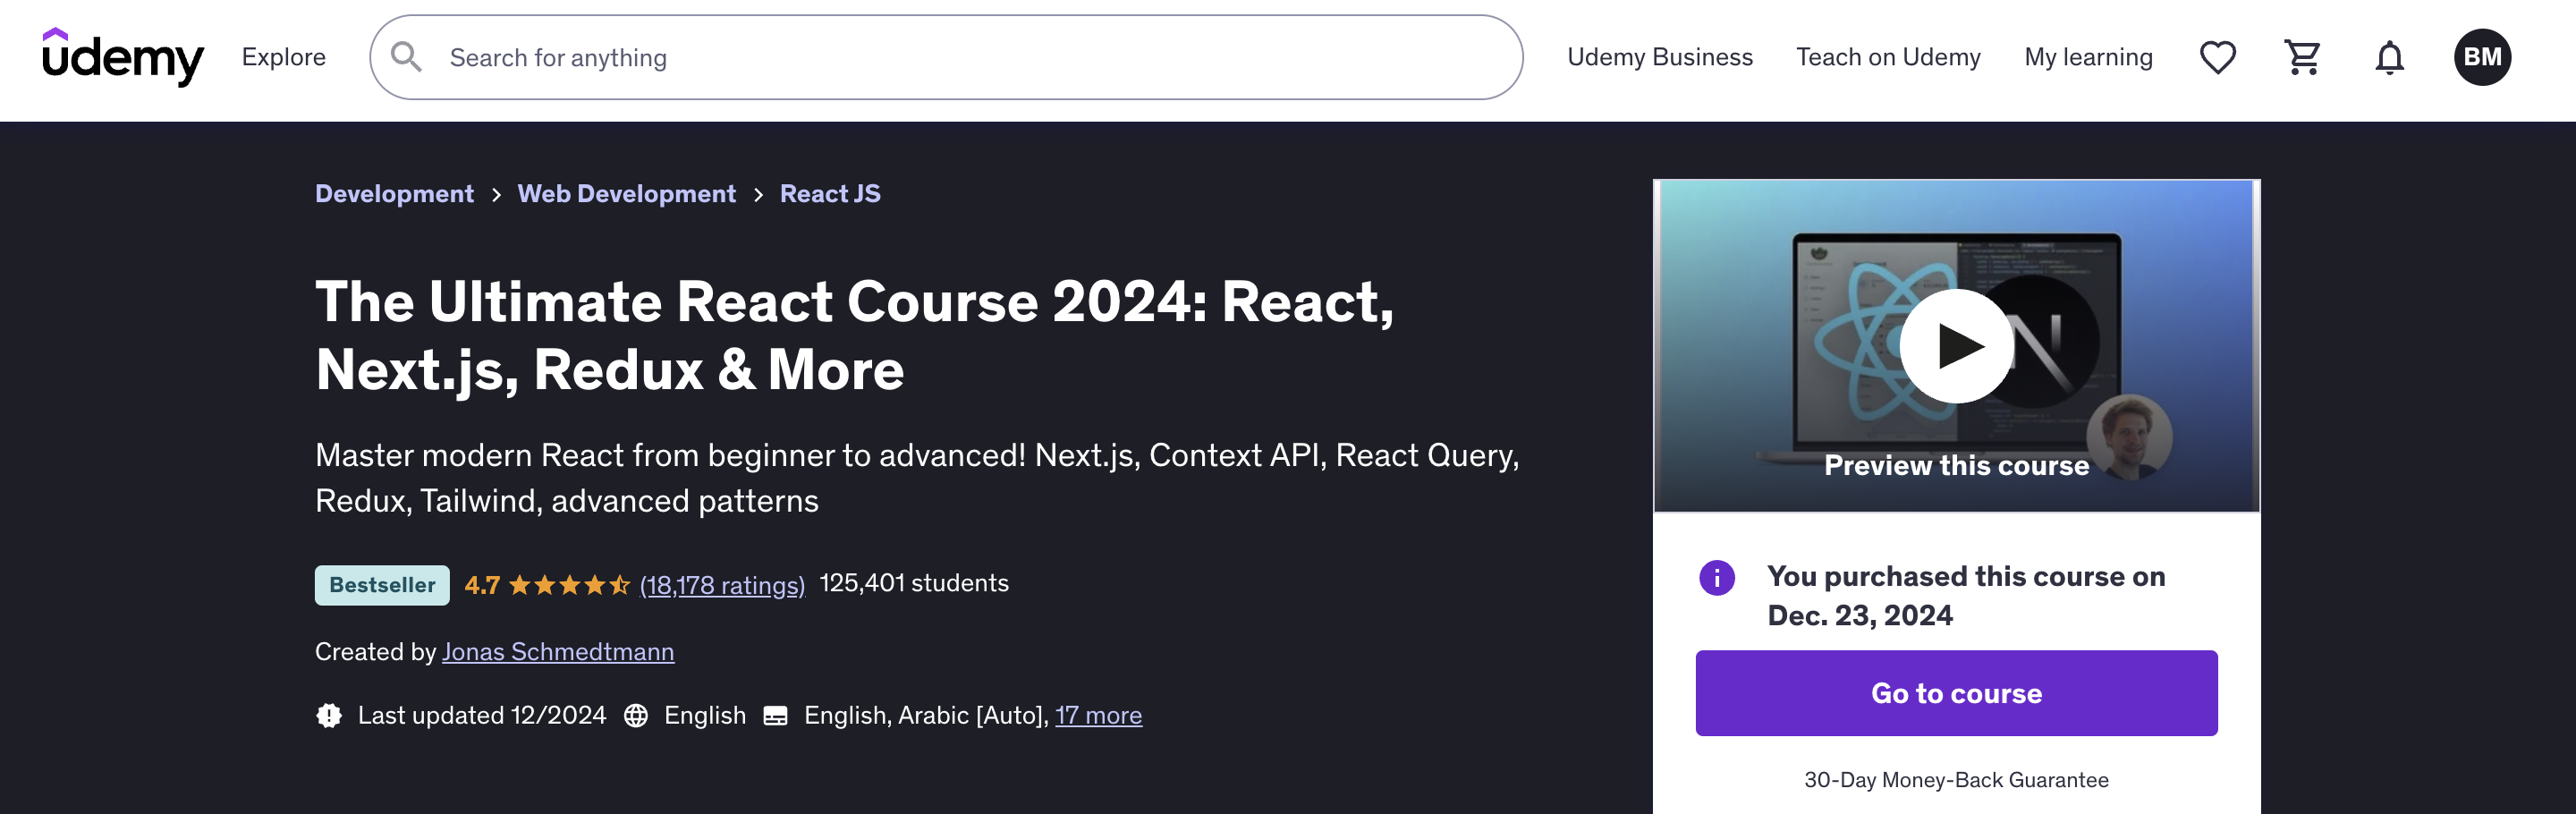 udemy
Explore
Search for anything
Udemy Business
Teach on Udemy
My learning
BM
Development > Web Development > React JS
The Ultimate React Course 2024: React,
Next.js, Redux & More
Master modern React from beginner to advanced! Next.js, Context API, React Query,
Redux, Tailwind, advanced patterns
Bestseller 4.7 (18,178 ratings) 125,401 students
Created by Jonas Schmedtmann
Last updated 12/2024 English English, Arabic [Auto], 17 more
N
Preview this course
You purchased this course on
Dec. 23, 2024
Go to course
30-Day Money-Back Guarantee